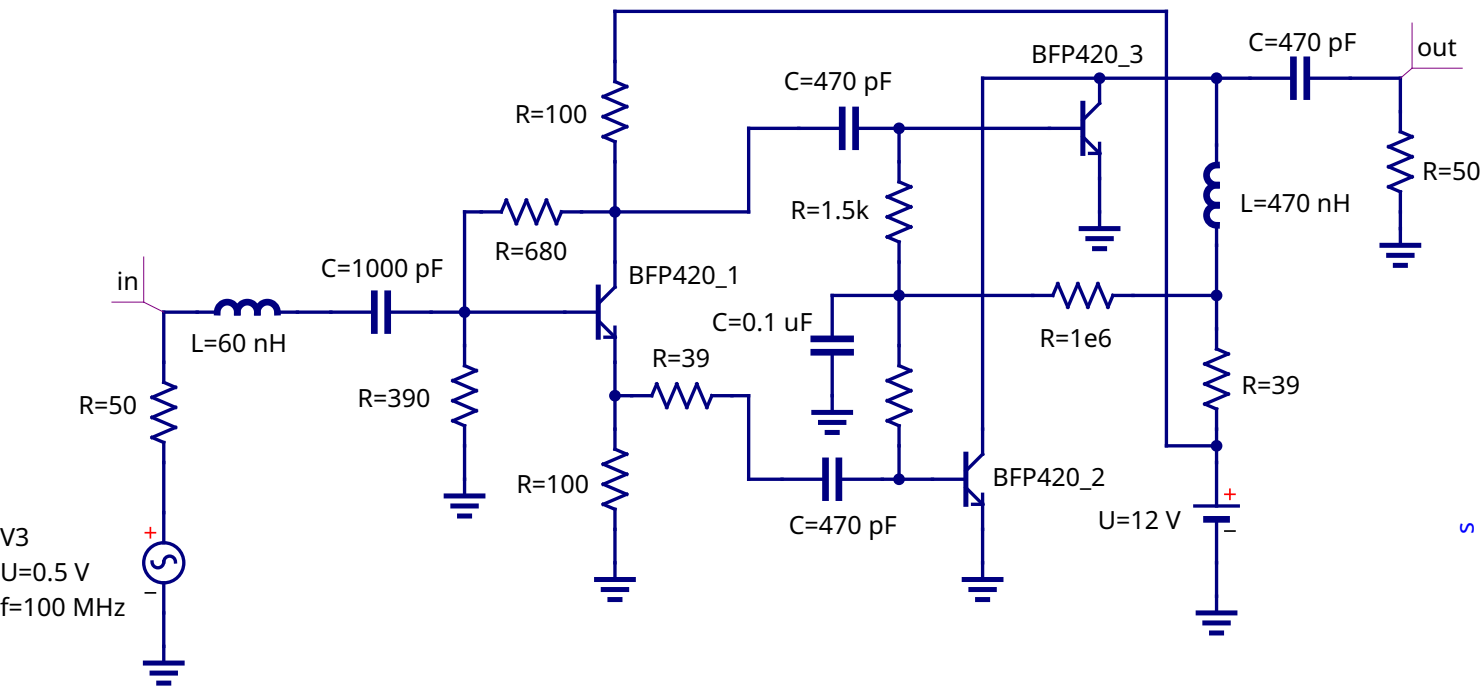 BFP420_3
C=470 pF
out
C=470 pF
R=100
R=50
R=1.5k
L=470 nH
R=680
C=1000 pF
BFP420_1
in
C=0.1 uF
R=1e6
L=60 nH
R=39
R=39
R=390
R=50
R=100
BFP420_2
C=470 pF
U=12 V
+
−
V3
U=0.5 V
f=100 MHz
+
−
s